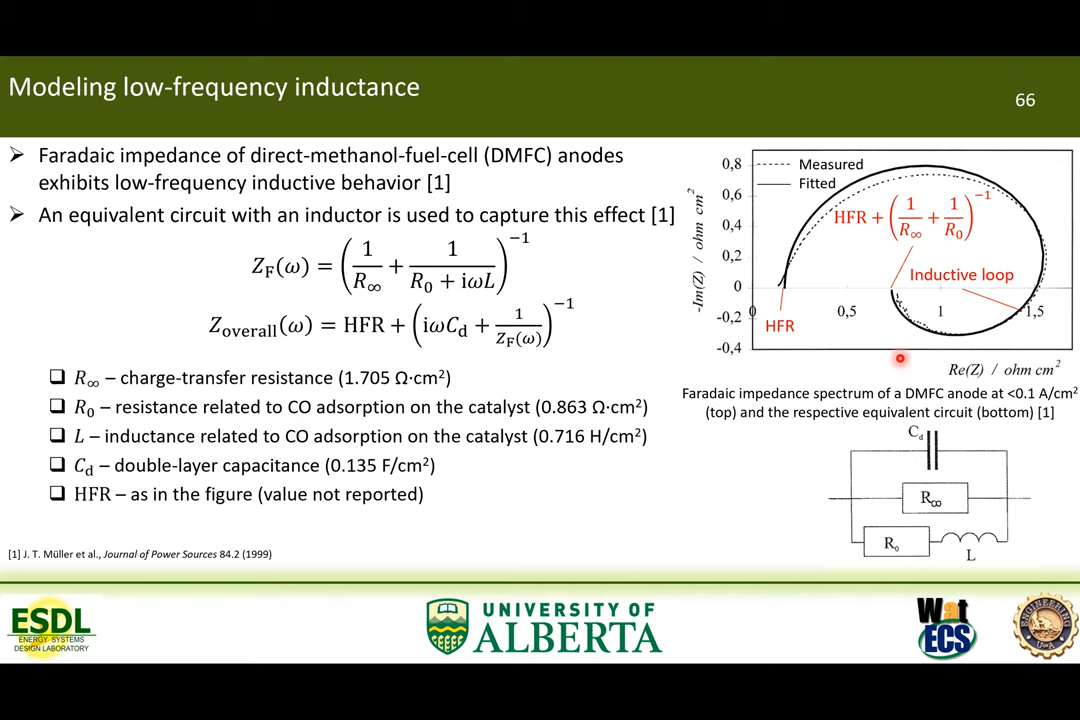 Modeling low-frequency inductance
66
➢ Faradaic impedance of direct-methanol-fuel-cell (DMFC) anodes
exhibits low-frequency inductive behavior [1]
➢ An equivalent circuit with an inductor is used to capture this effect [1]
Z_F(ω) = (1/R∞ + 1/(R₀ + iωL))⁻¹
Z_overall(ω) = HFR + (iωC_d + 1/Z_F(ω))⁻¹
❑ R∞ – charge-transfer resistance (1.705 Ω·cm²)
❑ R₀ – resistance related to CO adsorption on the catalyst (0.863 Ω·cm²)
❑ L – inductance related to CO adsorption on the catalyst (0.716 H/cm²)
❑ C_d – double-layer capacitance (0.135 F/cm²)
❑ HFR – as in the figure (value not reported)
[1] J. T. Müller et al., Journal of Power Sources 84.2 (1999)
-Im(Z) / ohm cm²
0,8
0,6
0,4
0,2
0
-0,2
-0,4
Measured
Fitted
HFR + (1/R∞ + 1/R₀)⁻¹
Inductive loop
HFR
0
0,5
1
1,5
Re(Z) / ohm cm²
Faradaic impedance spectrum of a DMFC anode at <0.1 A/cm²
(top) and the respective equivalent circuit (bottom) [1]
C_d
R∞
R₀
L
ESDL
ENERGY SYSTEMS
DESIGN LABORATORY
UNIVERSITY OF
ALBERTA
Wat
ECS
ENGINEERING
U of A